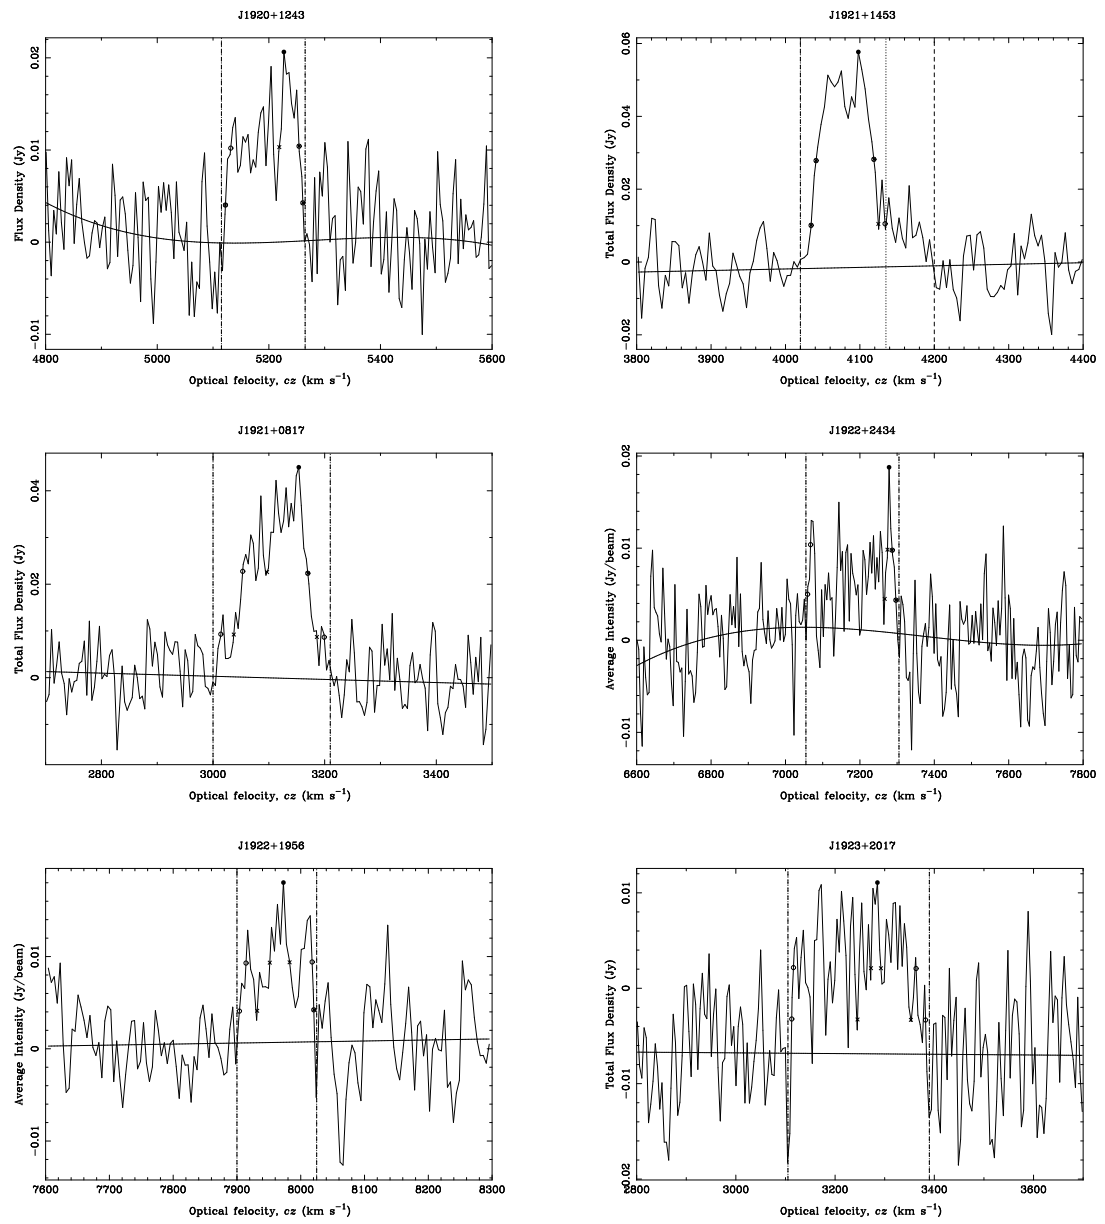 J1920+1243
J1921+1453
Flux Density (Jy)
−0.01 0 0.01 0.02
4800 5000 5200 5400 5600
Optical felocity, cz (km s⁻¹)
Total Flux Density (Jy)
−0.02 0 0.02 0.04 0.06
3800 3900 4000 4100 4200 4300 4400
Optical felocity, cz (km s⁻¹)
J1921+0817
J1922+2434
Total Flux Density (Jy)
0 0.02 0.04
2800 3000 3200 3400
Optical felocity, cz (km s⁻¹)
Average Intensity (Jy/beam)
−0.01 0 0.01 0.02
6600 6800 7000 7200 7400 7600 7800
Optical felocity, cz (km s⁻¹)
J1922+1956
J1923+2017
Average Intensity (Jy/beam)
−0.01 0 0.01
7600 7700 7800 7900 8000 8100 8200 8300
Optical felocity, cz (km s⁻¹)
Total Flux Density (Jy)
−0.02 −0.01 0 0.01
2800 3000 3200 3400 3600
Optical felocity, cz (km s⁻¹)